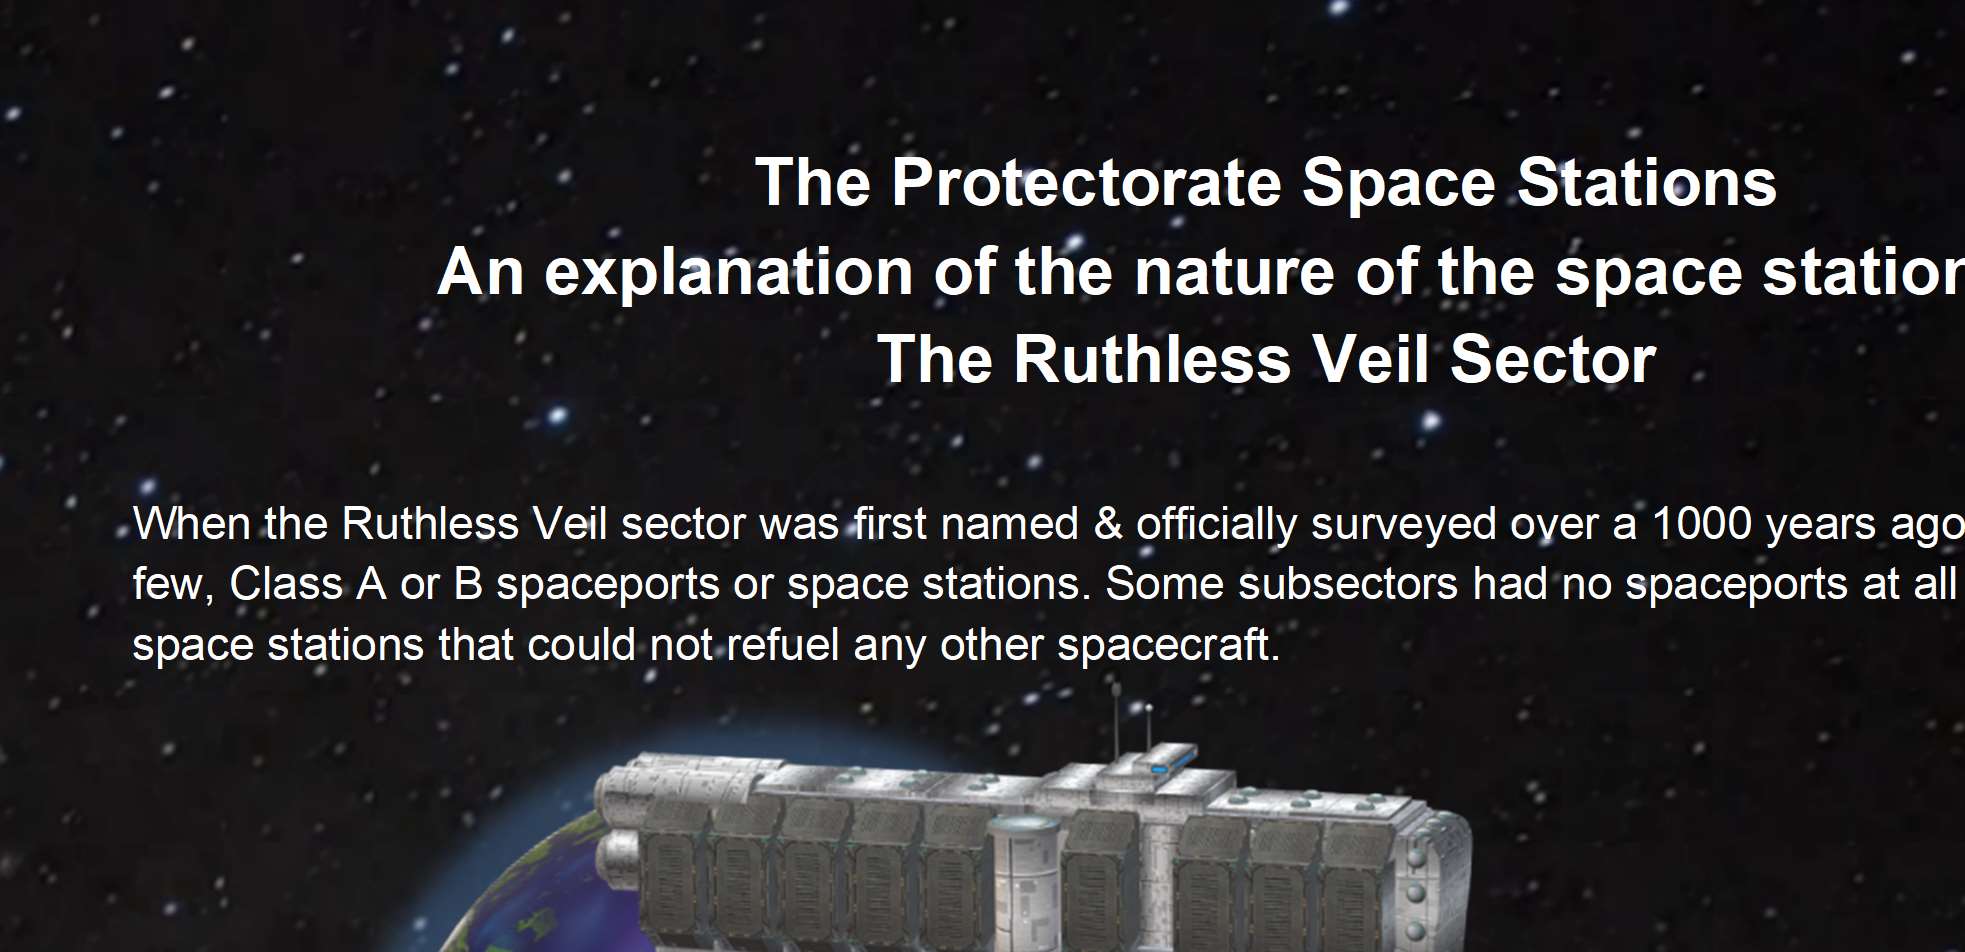 The Protectorate Space Stations
An explanation of the nature of the space station
The Ruthless Veil Sector
When the Ruthless Veil sector was first named & officially surveyed over a 1000 years ago
few, Class A or B spaceports or space stations. Some subsectors had no spaceports at all
space stations that could not refuel any other spacecraft.